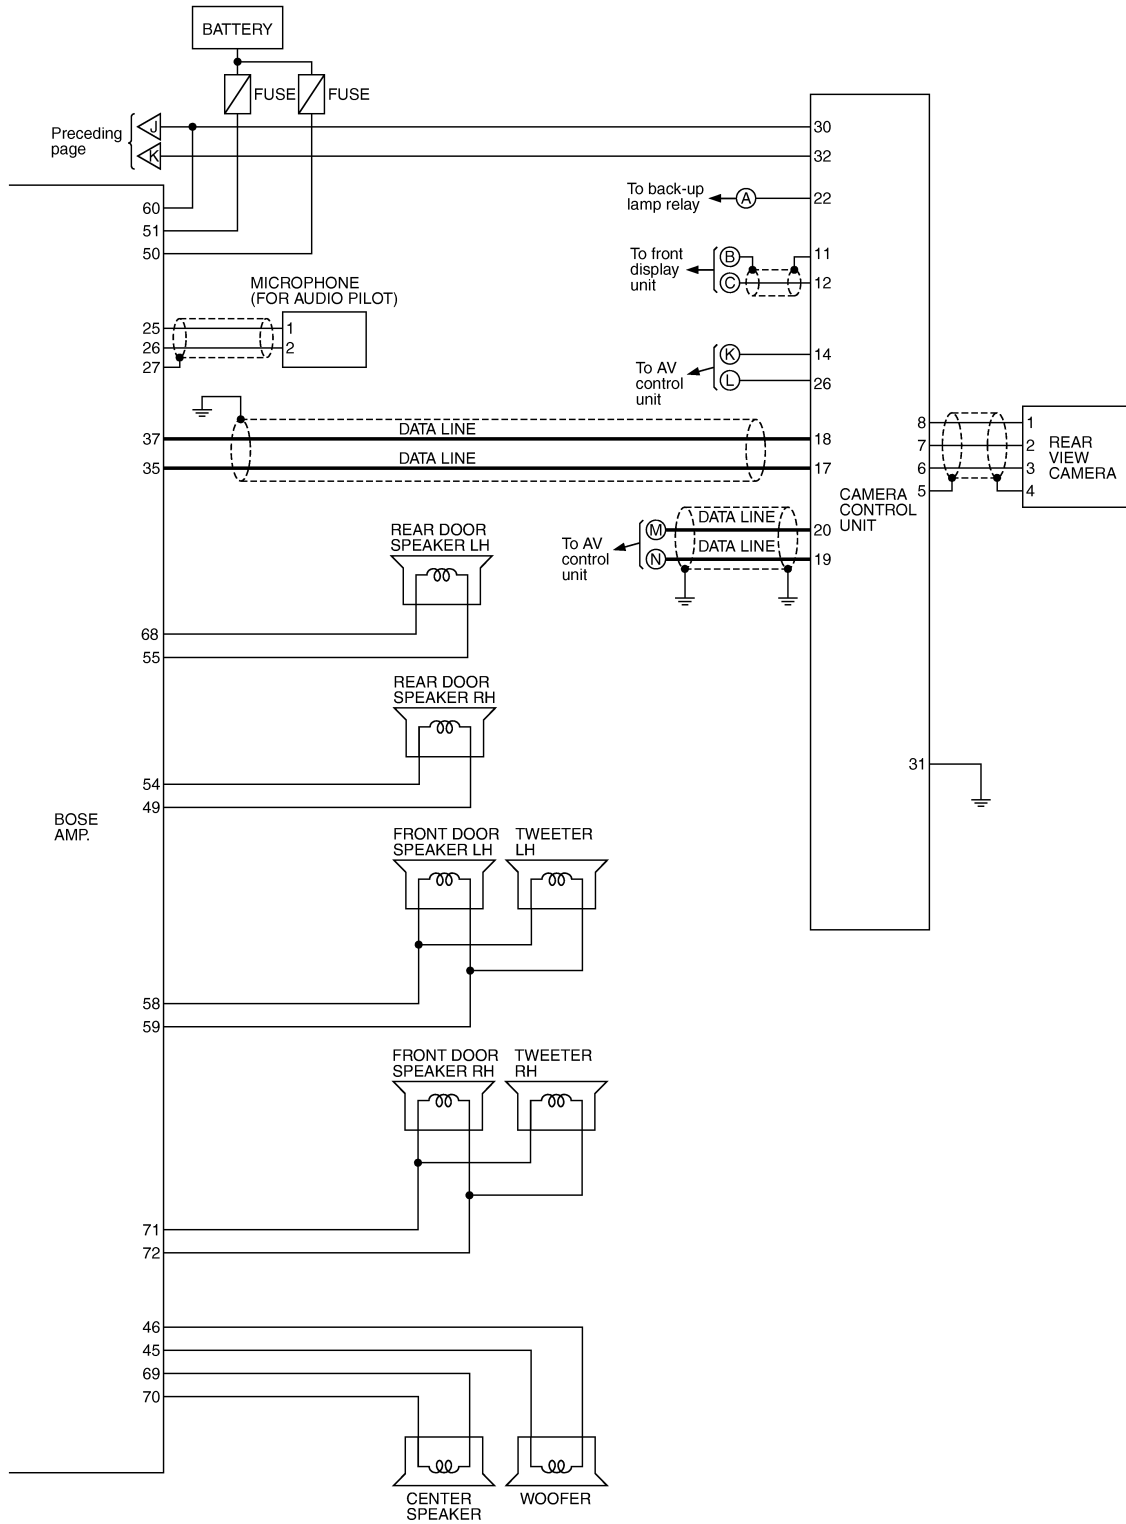 BATTERY
FUSE
FUSE
Preceding
page
J
K
30
32
To back-up
lamp relay
A
22
60
51
50
To front
display
unit
B
C
11
12
MICROPHONE
(FOR AUDIO PILOT)
25
26
27
1
2
To AV
control
unit
K
L
14
26
37
35
DATA LINE
DATA LINE
18
17
8
7
6
5
1
2
3
4
REAR
VIEW
CAMERA
CAMERA
CONTROL
UNIT
To AV
control
unit
M
N
DATA LINE
DATA LINE
20
19
REAR DOOR
SPEAKER LH
68
55
REAR DOOR
SPEAKER RH
54
49
31
BOSE
AMP.
FRONT DOOR
SPEAKER LH
TWEETER
LH
58
59
FRONT DOOR
SPEAKER RH
TWEETER
RH
71
72
46
45
69
70
CENTER
SPEAKER
WOOFER